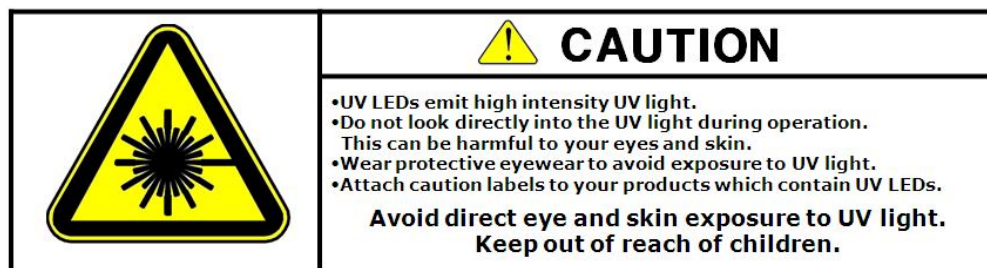 CAUTION
•UV LEDs emit high intensity UV light.
•Do not look directly into the UV light during operation.
This can be harmful to your eyes and skin.
•Wear protective eyewear to avoid exposure to UV light.
•Attach caution labels to your products which contain UV LEDs.
Avoid direct eye and skin exposure to UV light.
Keep out of reach of children.